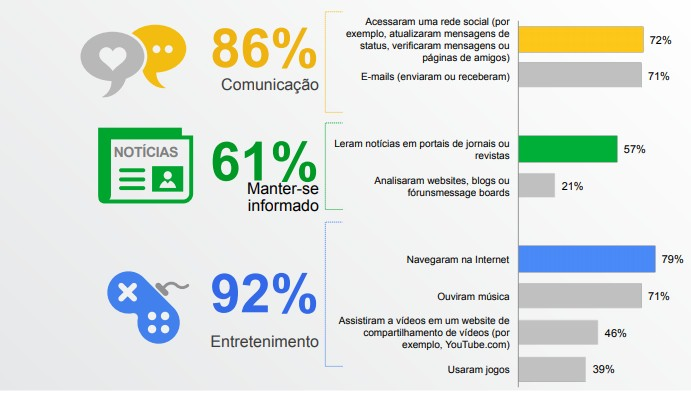 86%
Comunicação
Acessaram uma rede social (por
exemplo, atualizaram mensagens de
status, verificaram mensagens ou
páginas de amigos)
72%
E-mails (enviaram ou receberam)
71%
NOTÍCIAS
61%
Manter-se
informado
Leram notícias em portais de jornais ou
revistas
57%
Analisaram websites, blogs ou
fórunsmessage boards
21%
92%
Entretenimento
Navegaram na Internet
79%
Ouviram música
71%
Assistiram a vídeos em um website de
compartilhamento de vídeos (por
exemplo, YouTube.com)
46%
Usaram jogos
39%